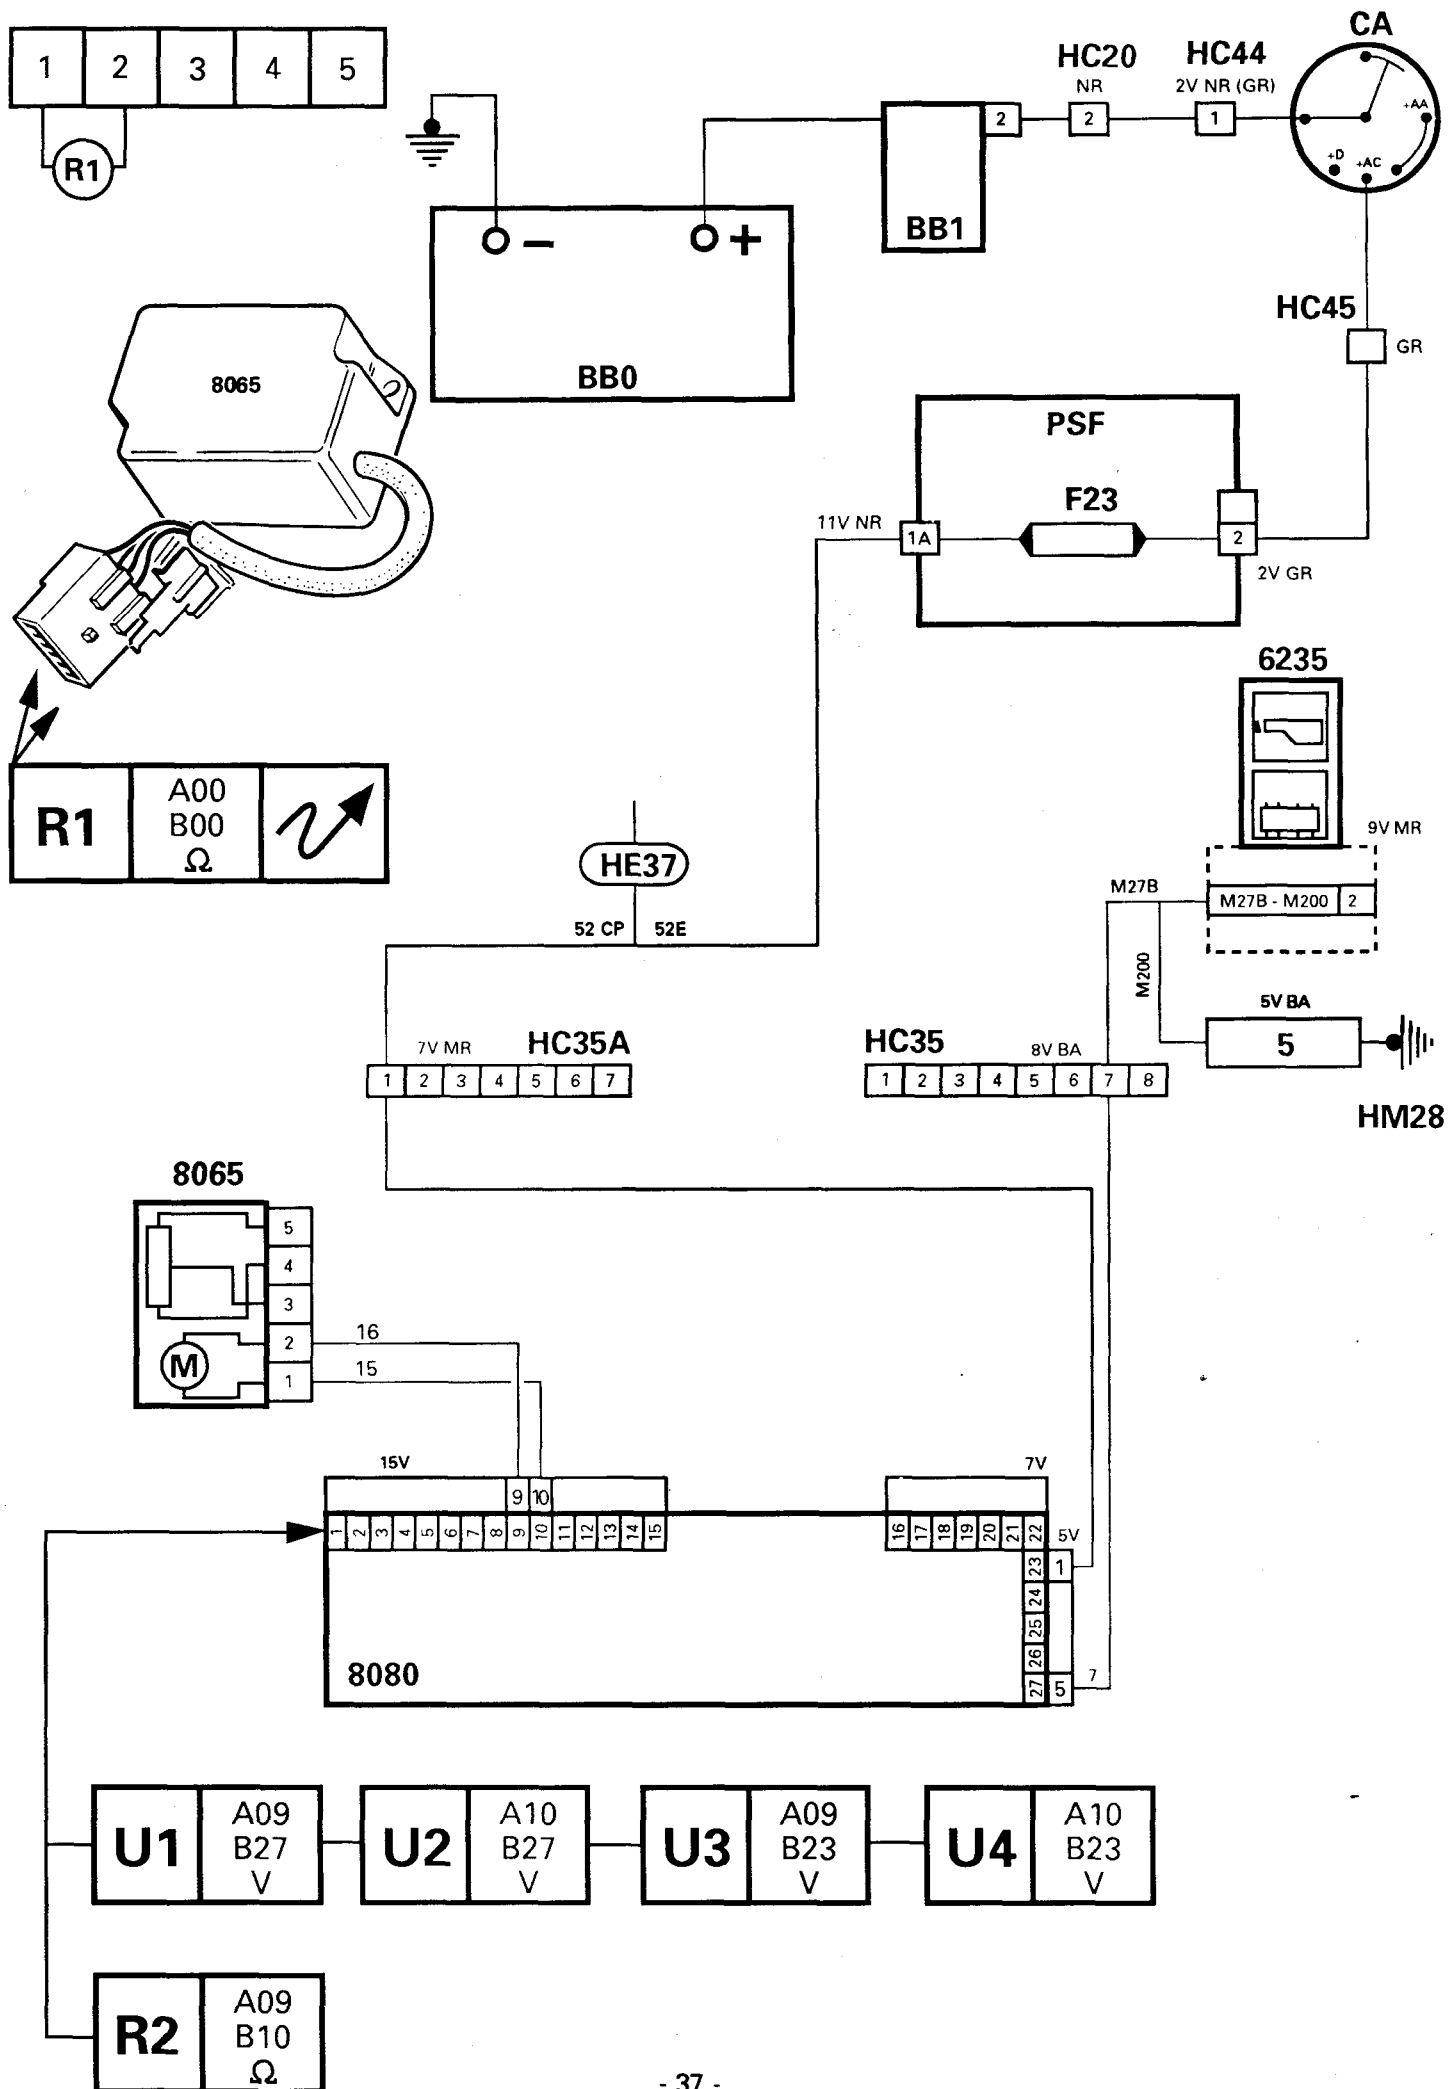 CA
HC20
HC44
NR
2V NR (GR)
1 2 3 4 5
R1
2
2
1
+AA
+D
+AC
BB1
− +
BB0
HC45
GR
8065
PSF
F23
11V NR
1A
2
2V GR
6235
R1
A00
B00
Ω
9V MR
HE37
M27B
M27B - M200 2
52 CP 52E
M200
5V BA
5
HC35A
7V MR
1 2 3 4 5 6 7
HC35
8V BA
1 2 3 4 5 6 7 8
HM28
8065
5
4
3
2
1
M
16
15
15V
7V
9 10
1 2 3 4 5 6 7 8 9 10 11 12 13 14 15
16 17 18 19 20 21 22
5V
23 1
24
25
26
27 5
7
8080
U1
A09
B27
V
U2
A10
B27
V
U3
A09
B23
V
U4
A10
B23
V
R2
A09
B10
Ω
- 37 -